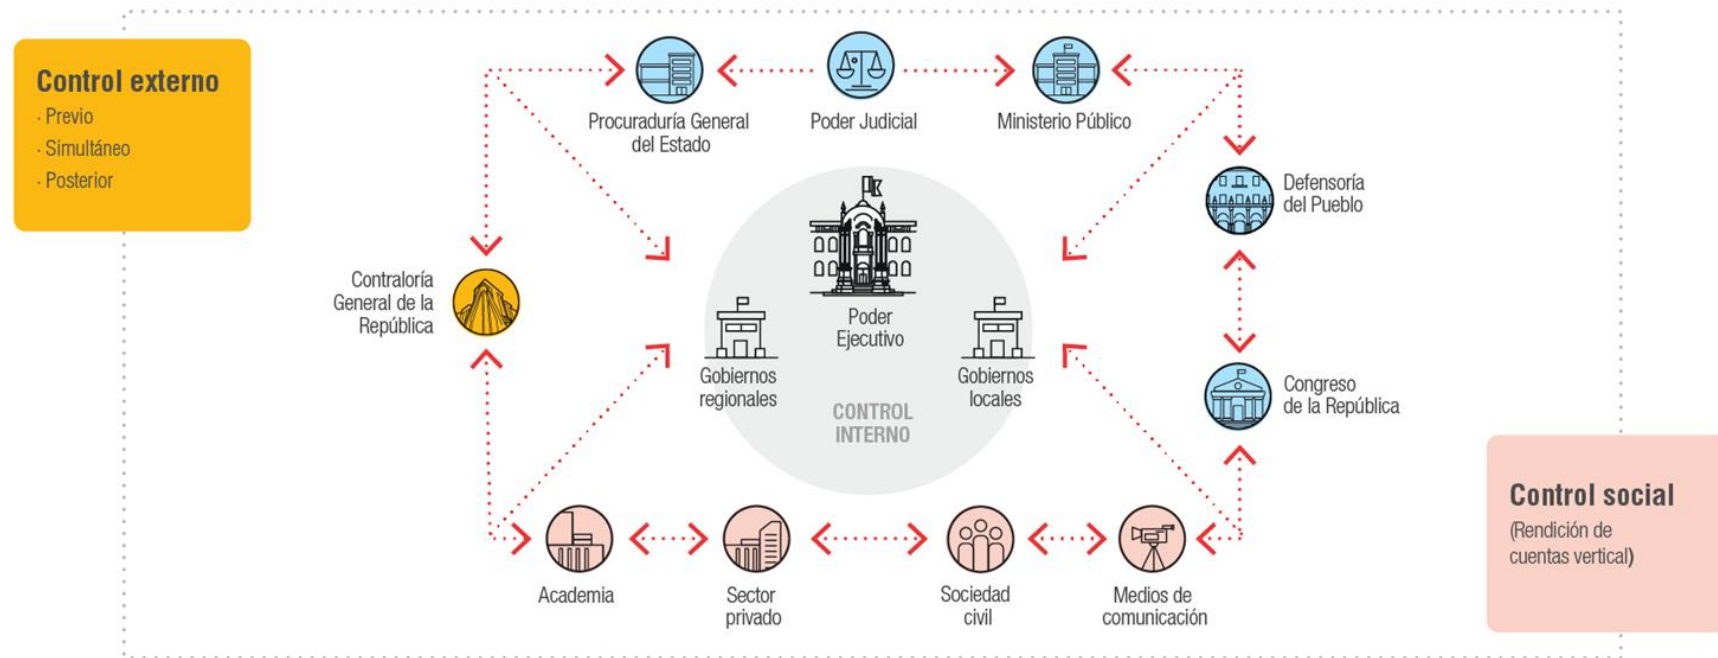 Control externo
· Previo
· Simultáneo
· Posterior
Procuraduría General
del Estado
Poder Judicial
Ministerio Público
Defensoría
del Pueblo
Contraloría
General de la
República
Poder
Ejecutivo
Gobiernos
regionales
Gobiernos
locales
CONTROL
INTERNO
Congreso
de la República
Control social
(Rendición de
cuentas vertical)
Academia
Sector
privado
Sociedad
civil
Medios de
comunicación